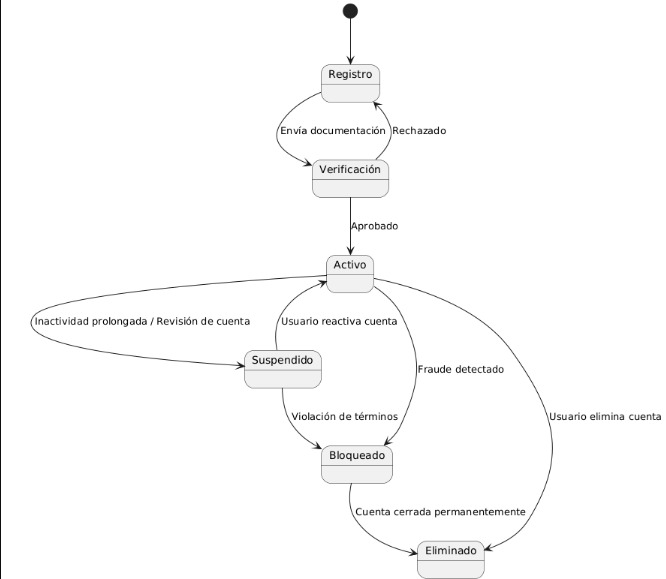 Registro
Envía documentación
Rechazado
Verificación
Aprobado
Activo
Inactividad prolongada / Revisión de cuenta
Usuario reactiva cuenta
Suspendido
Fraude detectado
Violación de términos
Usuario elimina cuenta
Bloqueado
Cuenta cerrada permanentemente
Eliminado